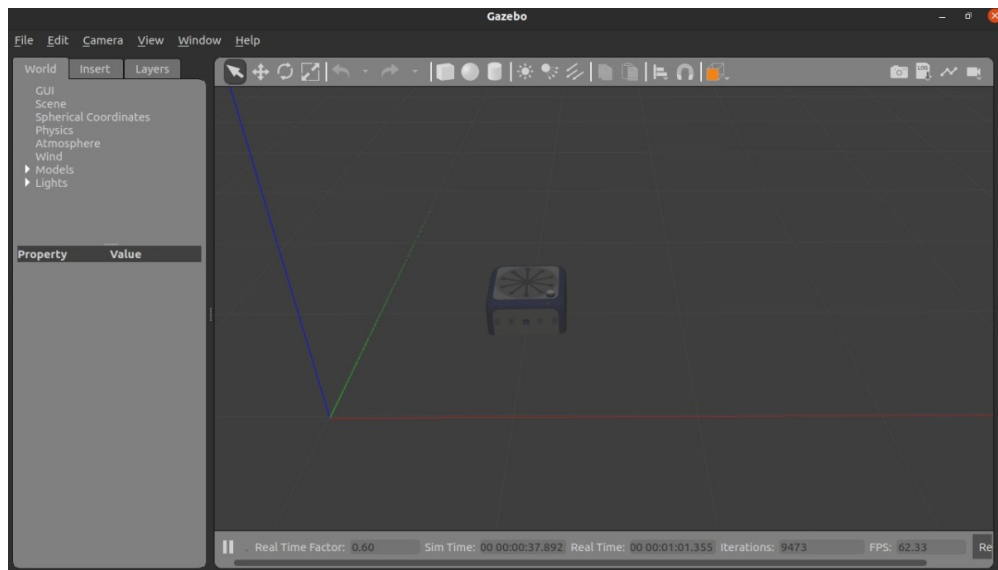 Gazebo
File Edit Camera View Window Help
World Insert Layers
GUI
Scene
Spherical Coordinates
Physics
Atmosphere
Wind
Models
Lights
Property Value
LOG
Real Time Factor: 0.60 Sim Time: 00 00:00:37.892 Real Time: 00 00:01:01.355 Iterations: 9473 FPS: 62.33 Re